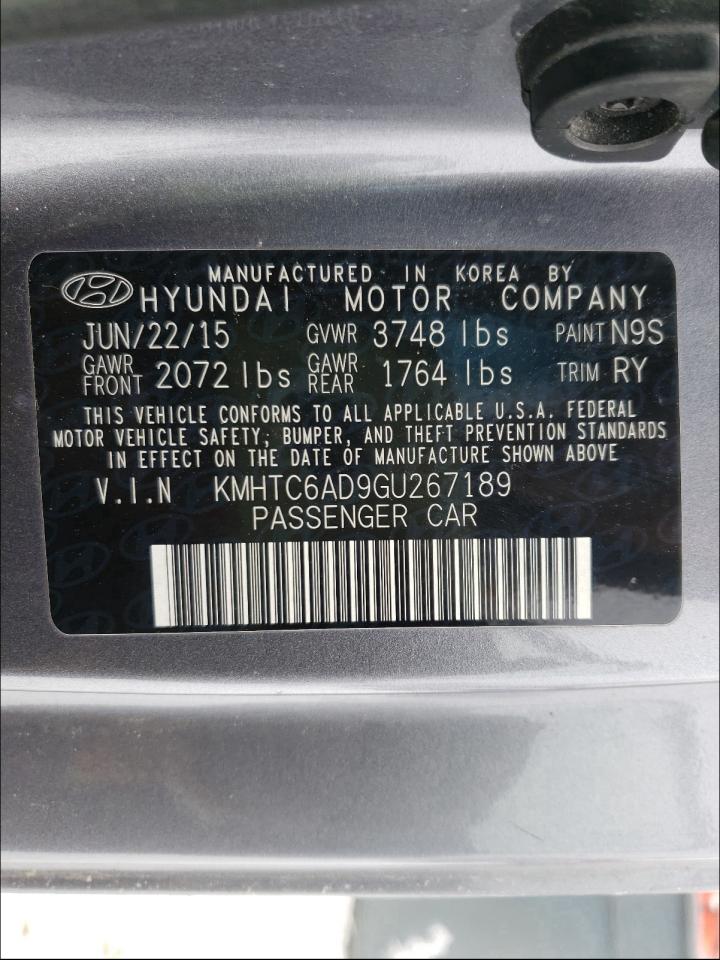 MANUFACTURED IN KOREA BY
HYUNDAI MOTOR COMPANY
JUN/22/15 GVWR 3748 lbs PAINT N9S
GAWR FRONT 2072 lbs GAWR REAR 1764 lbs TRIM RY
THIS VEHICLE CONFORMS TO ALL APPLICABLE U.S.A. FEDERAL
MOTOR VEHICLE SAFETY, BUMPER, AND THEFT PREVENTION STANDARDS
IN EFFECT ON THE DATE OF MANUFACTURE SHOWN ABOVE
V.I.N KMHTC6AD9GU267189
PASSENGER CAR